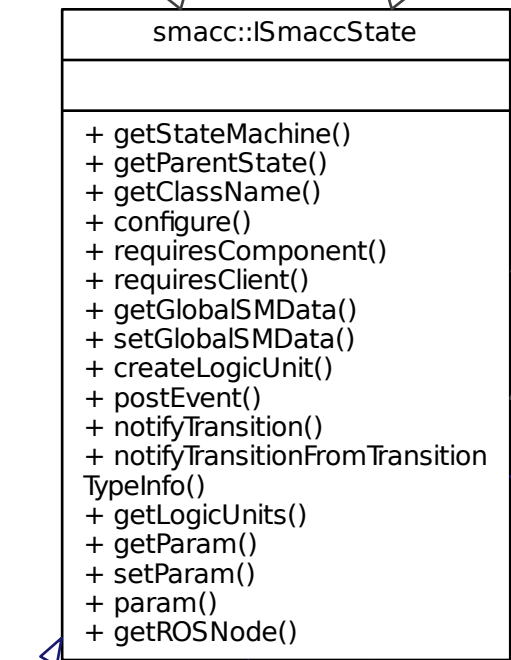 smacc::ISmaccState
+ getStateMachine()
+ getParentState()
+ getClassName()
+ configure()
+ requiresComponent()
+ requiresClient()
+ getGlobalSMData()
+ setGlobalSMData()
+ createLogicUnit()
+ postEvent()
+ notifyTransition()
+ notifyTransitionFromTransition
TypeInfo()
+ getLogicUnits()
+ getParam()
+ setParam()
+ param()
+ getROSNode()